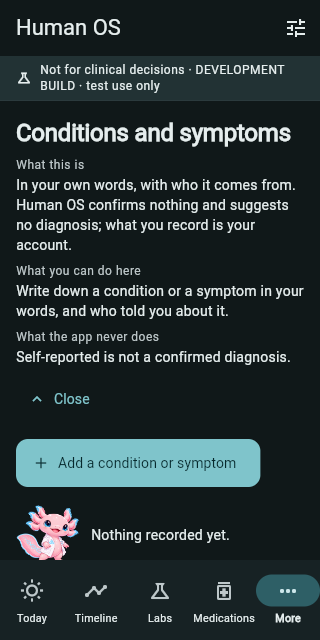 Human OS
Not for clinical decisions · DEVELOPMENT
BUILD · test use only
Conditions and symptoms
What this is
In your own words, with who it comes from.
Human OS confirms nothing and suggests
no diagnosis; what you record is your
account.
What you can do here
Write down a condition or a symptom in your
words, and who told you about it.
What the app never does
Self-reported is not a confirmed diagnosis.
Close
Add a condition or symptom
Nothing recorded yet.
Today Timeline Labs Medications More